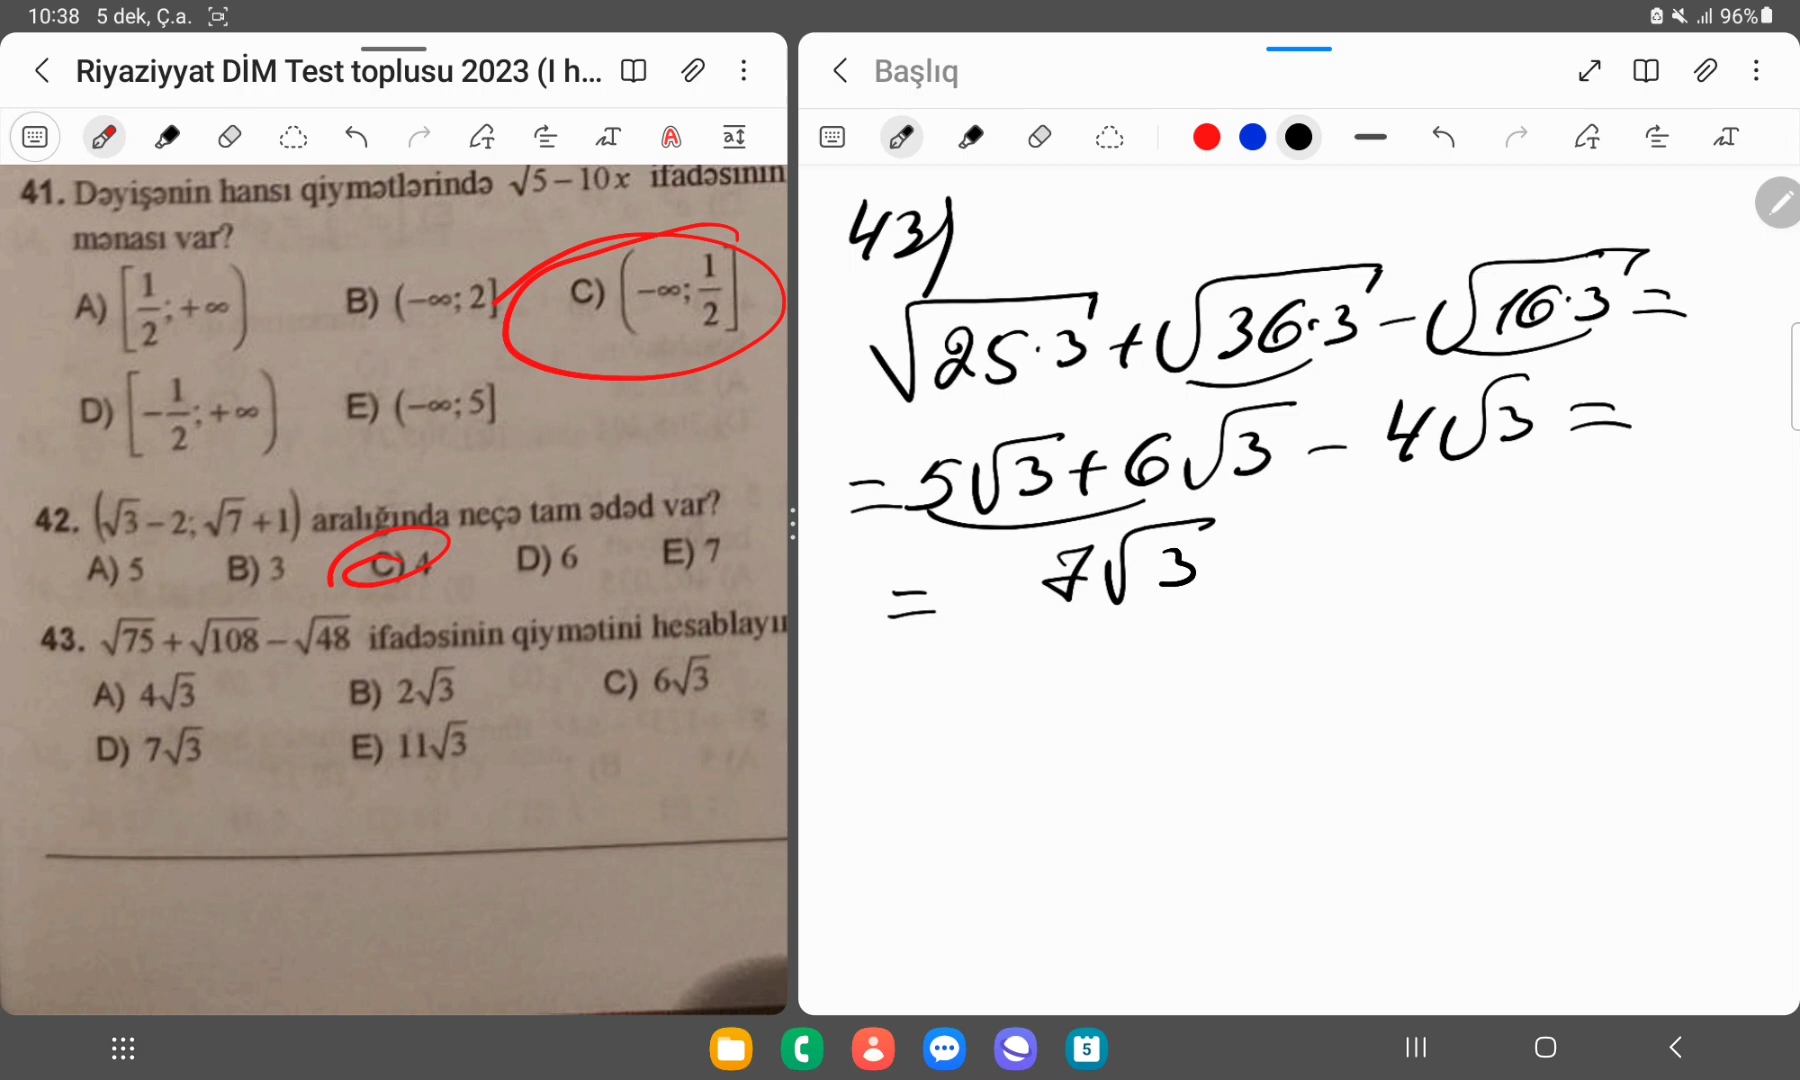 10:38 5 dek, Ç.a. 96%
Riyaziyyat DİM Test toplusu 2023 (I h...
41. Dəyişənin hansı qiymətlərində √5 – 10x ifadəsinin
mənası var?
A) [1/2; +∞) B) (–∞; 2] C) (–∞; 1/2]
D) [–1/2; +∞) E) (–∞; 5]
42. (√3 – 2; √7 + 1) aralığında neçə tam ədəd var?
A) 5 B) 3 C) 4 D) 6 E) 7
43. √75 + √108 – √48 ifadəsinin qiymətini hesablayı
A) 4√3 B) 2√3 C) 6√3
D) 7√3 E) 11√3
Başlıq
43)
√25·3 + √36·3 – √16·3 =
= 5√3 + 6√3 – 4√3 =
= 7√3
5